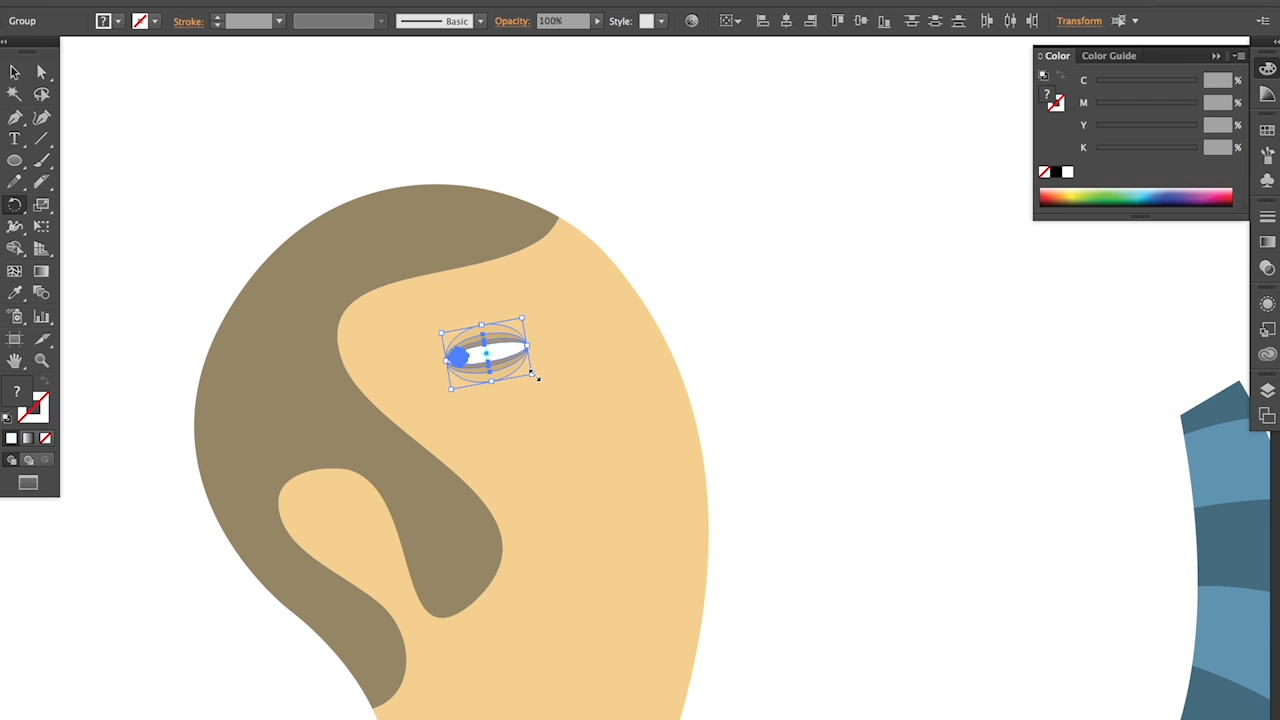 Group ? Stroke: Basic Opacity: 100% Style: Transform
Color Color Guide
? C %
M %
Y %
K %
T
?